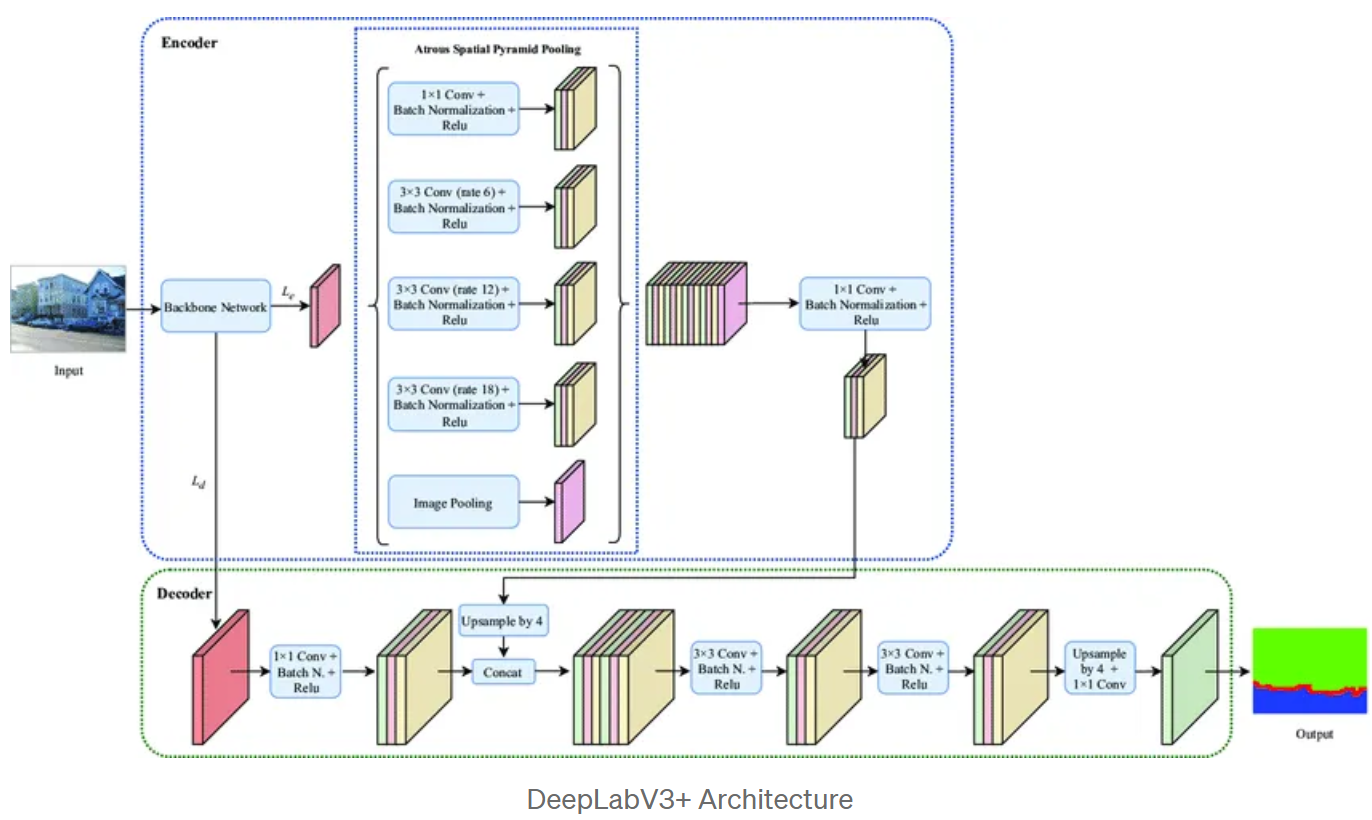 Encoder
Atrous Spatial Pyramid Pooling
1×1 Conv +
Batch Normalization +
Relu
3×3 Conv (rate 6) +
Batch Normalization +
Relu
Input
Backbone Network
L_e
3×3 Conv (rate 12) +
Batch Normalization +
Relu
1×1 Conv +
Batch Normalization +
Relu
3×3 Conv (rate 18) +
Batch Normalization +
Relu
L_d
Image Pooling
Decoder
1×1 Conv +
Batch N. +
Relu
Upsample by 4
Concat
3×3 Conv +
Batch N. +
Relu
3×3 Conv +
Batch N. +
Relu
Upsample
by 4 +
1×1 Conv
Output
DeepLabV3+ Architecture